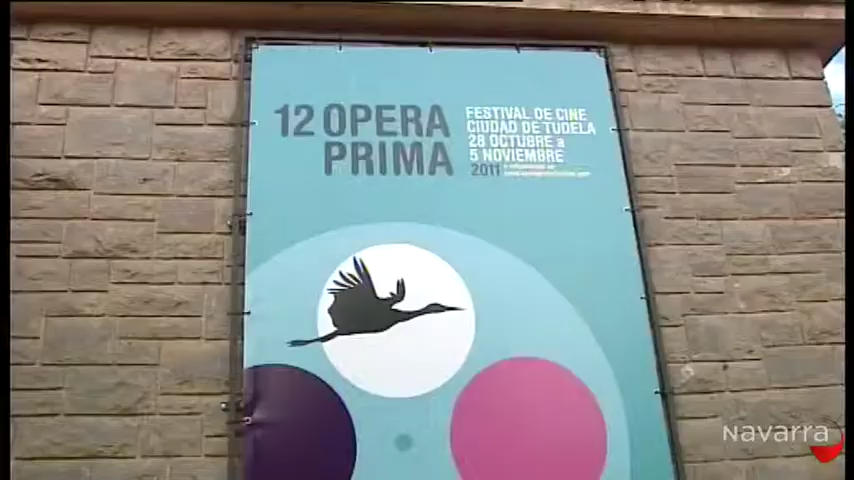 12 OPERA
PRIMA
FESTIVAL DE CINE
CIUDAD DE TUDELA
28 OCTUBRE a
5 NOVIEMBRE
2011
Navarra